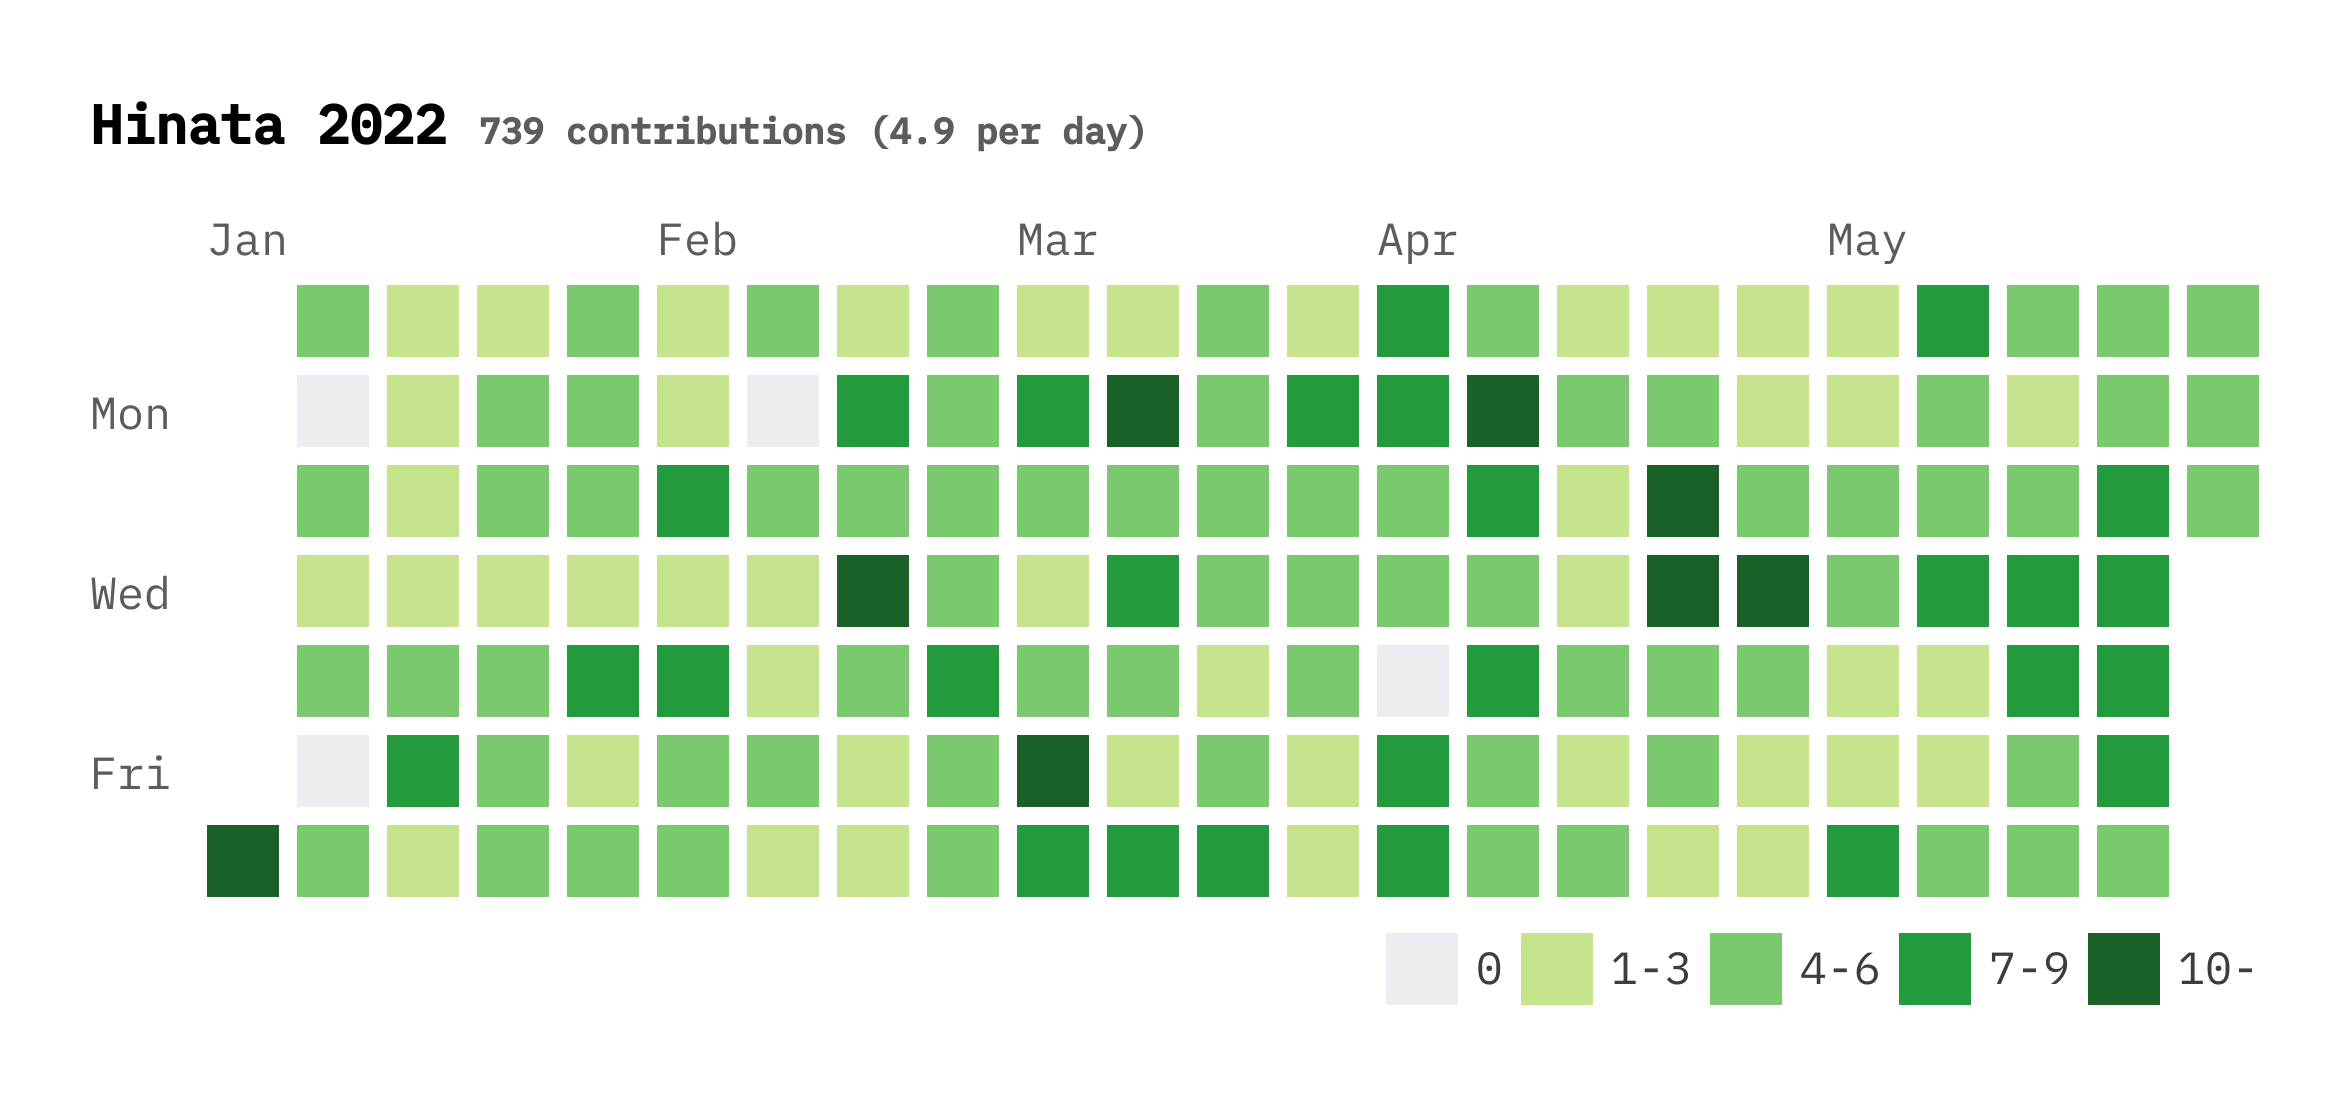 Hinata 2022 739 contributions (4.9 per day)
Jan Feb Mar Apr May
Mon
Wed
Fri
0 1-3 4-6 7-9 10-